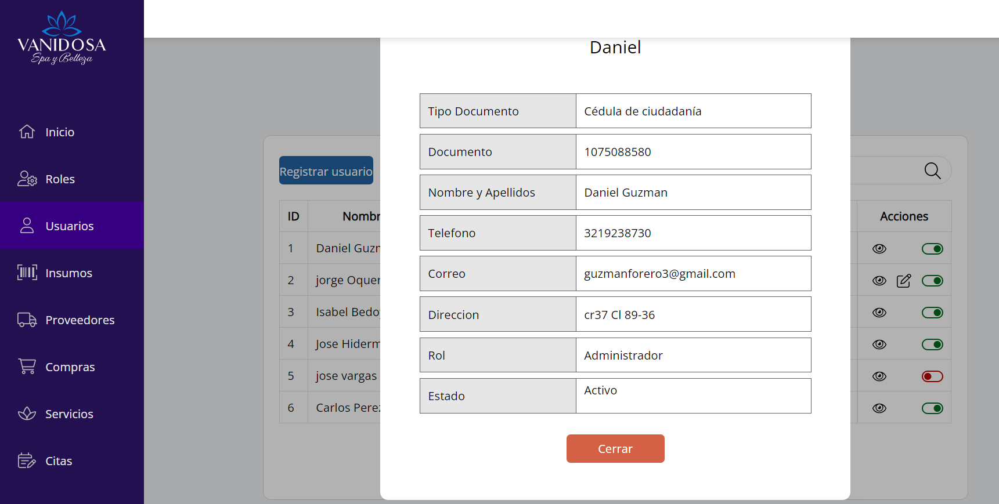 VANIDOSA
Spa y Belleza
Inicio
Roles
Usuarios
Insumos
Proveedores
Compras
Servicios
Citas
Daniel
Tipo Documento Cédula de ciudadanía
Documento 1075088580
Nombre y Apellidos Daniel Guzman
Telefono 3219238730
Correo guzmanforero3@gmail.com
Direccion cr37 Cl 89-36
Rol Administrador
Estado Activo
Cerrar
Registrar usuario
ID Nombr Acciones
1 Daniel Guzm
2 jorge Oquer
3 Isabel Bedo
4 Jose Hiderm
5 jose vargas
6 Carlos Perez